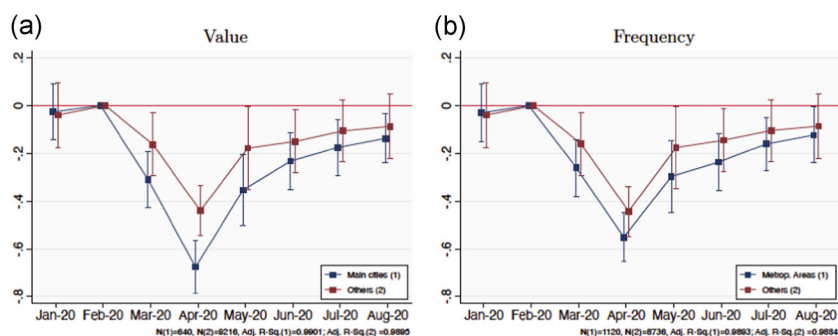 (a)
Value
.2
0
-.2
-.4
-.6
-.8
Jan-20 Feb-20 Mar-20 Apr-20 May-20 Jun-20 Jul-20 Aug-20
Main cities (1)
Others (2)
N(1)=640, N(2)=9216, Adj. R-Sq.(1)=0.9901; Adj. R-Sq.(2) =0.9895
(b)
Frequency
.2
0
-.2
-.4
-.6
-.8
Jan-20 Feb-20 Mar-20 Apr-20 May-20 Jun-20 Jul-20 Aug-20
Metrop. Areas (1)
Others (2)
N(1)=1120, N(2)=8736, Adj. R-Sq.(1)=0.9893; Adj. R-Sq.(2)